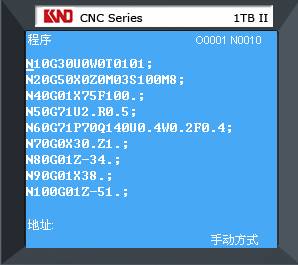 KND CNC Series 1TB II
程序 O0001 N0010
N10G30U0W0T0101;
N20G50X0Z0M03S100M8;
N40G01X75F100.;
N50G71U2.R0.5;
N60G71P70Q140U0.4W0.2F0.4;
N70G0X30.Z1.;
N80G01Z-34.;
N90G01X38.;
N100G01Z-51.;
地址:
手动方式